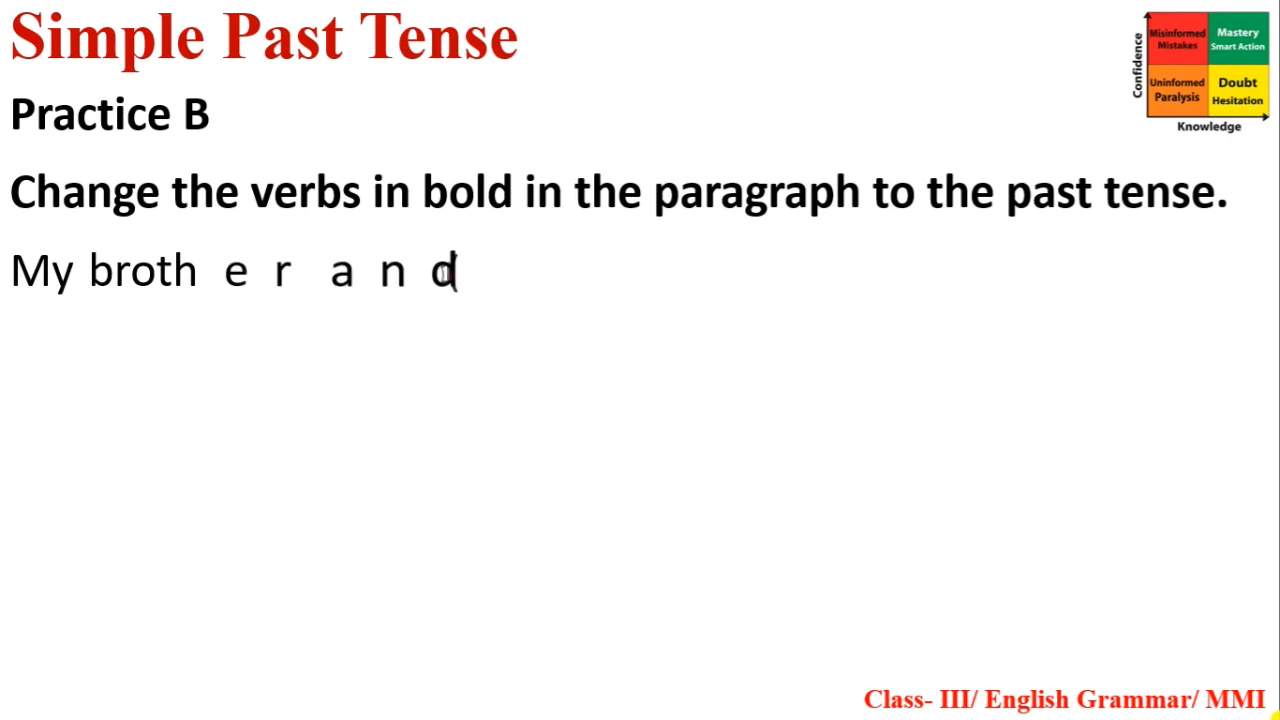 Simple Past Tense
Misinformed
Mistakes
Mastery
Smart Action
Uninformed
Paralysis
Doubt
Hesitation
Confidence
Knowledge
Practice B
Change the verbs in bold in the paragraph to the past tense.
My brother and
Class- III/ English Grammar/ MMI